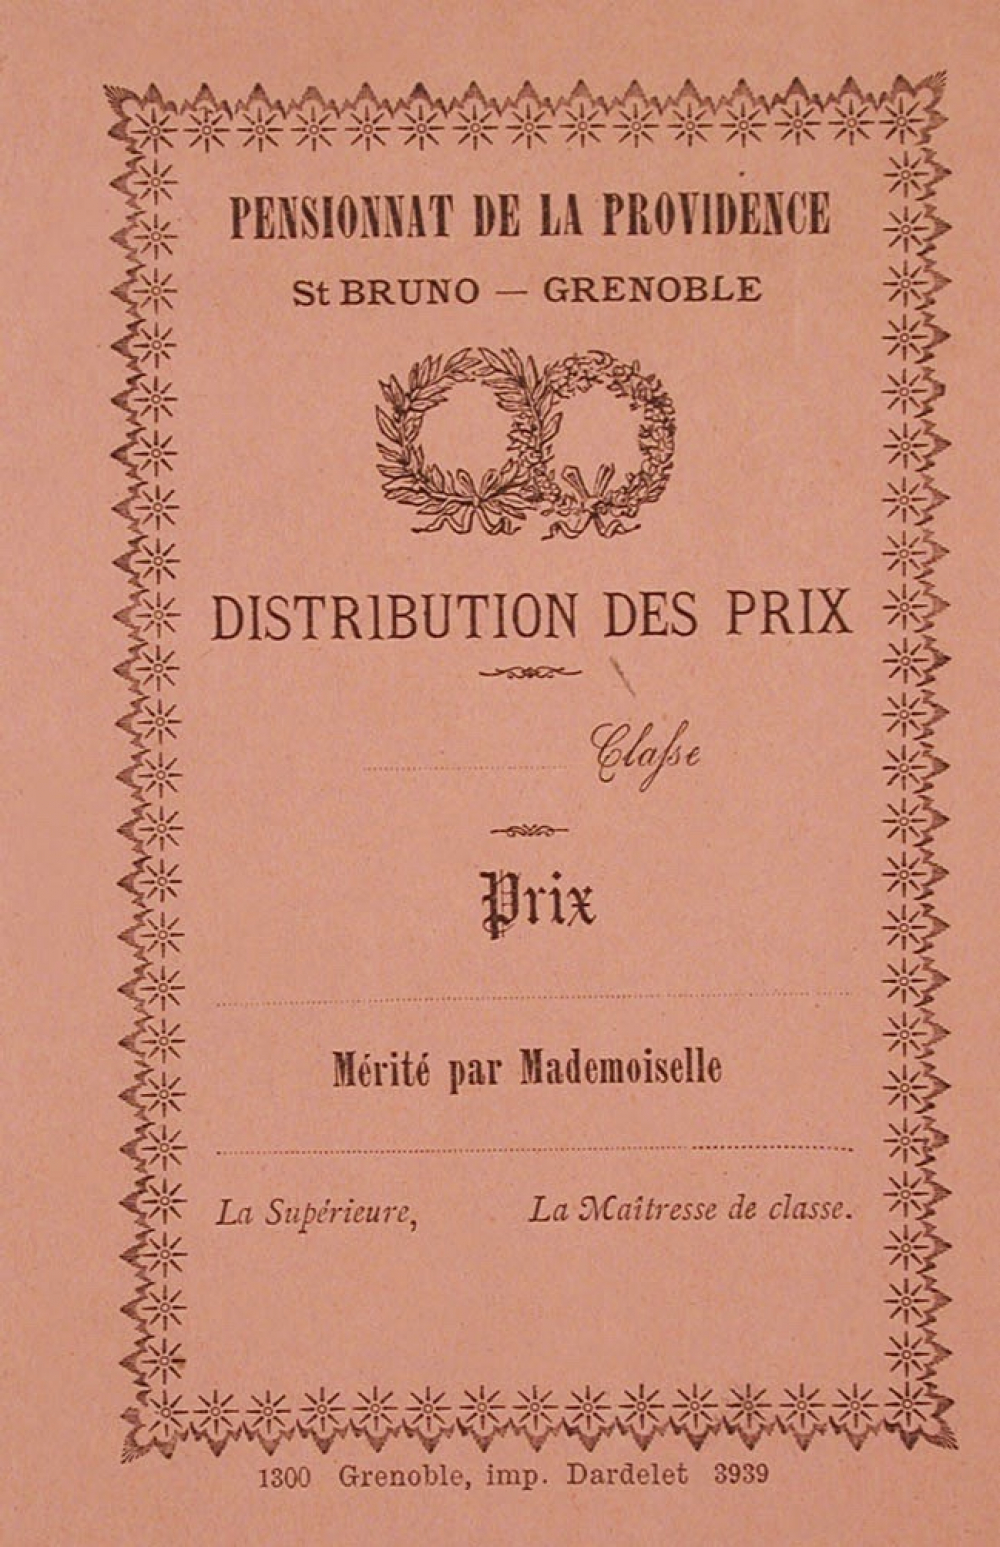 PENSIONNAT DE LA PROVIDENCE
St BRUNO — GRENOBLE
DISTRIBUTION DES PRIX
Claſse
Prix
Mérité par Mademoiselle
La Supérieure, La Maîtresse de classe.
1300 Grenoble, imp. Dardelet 3939